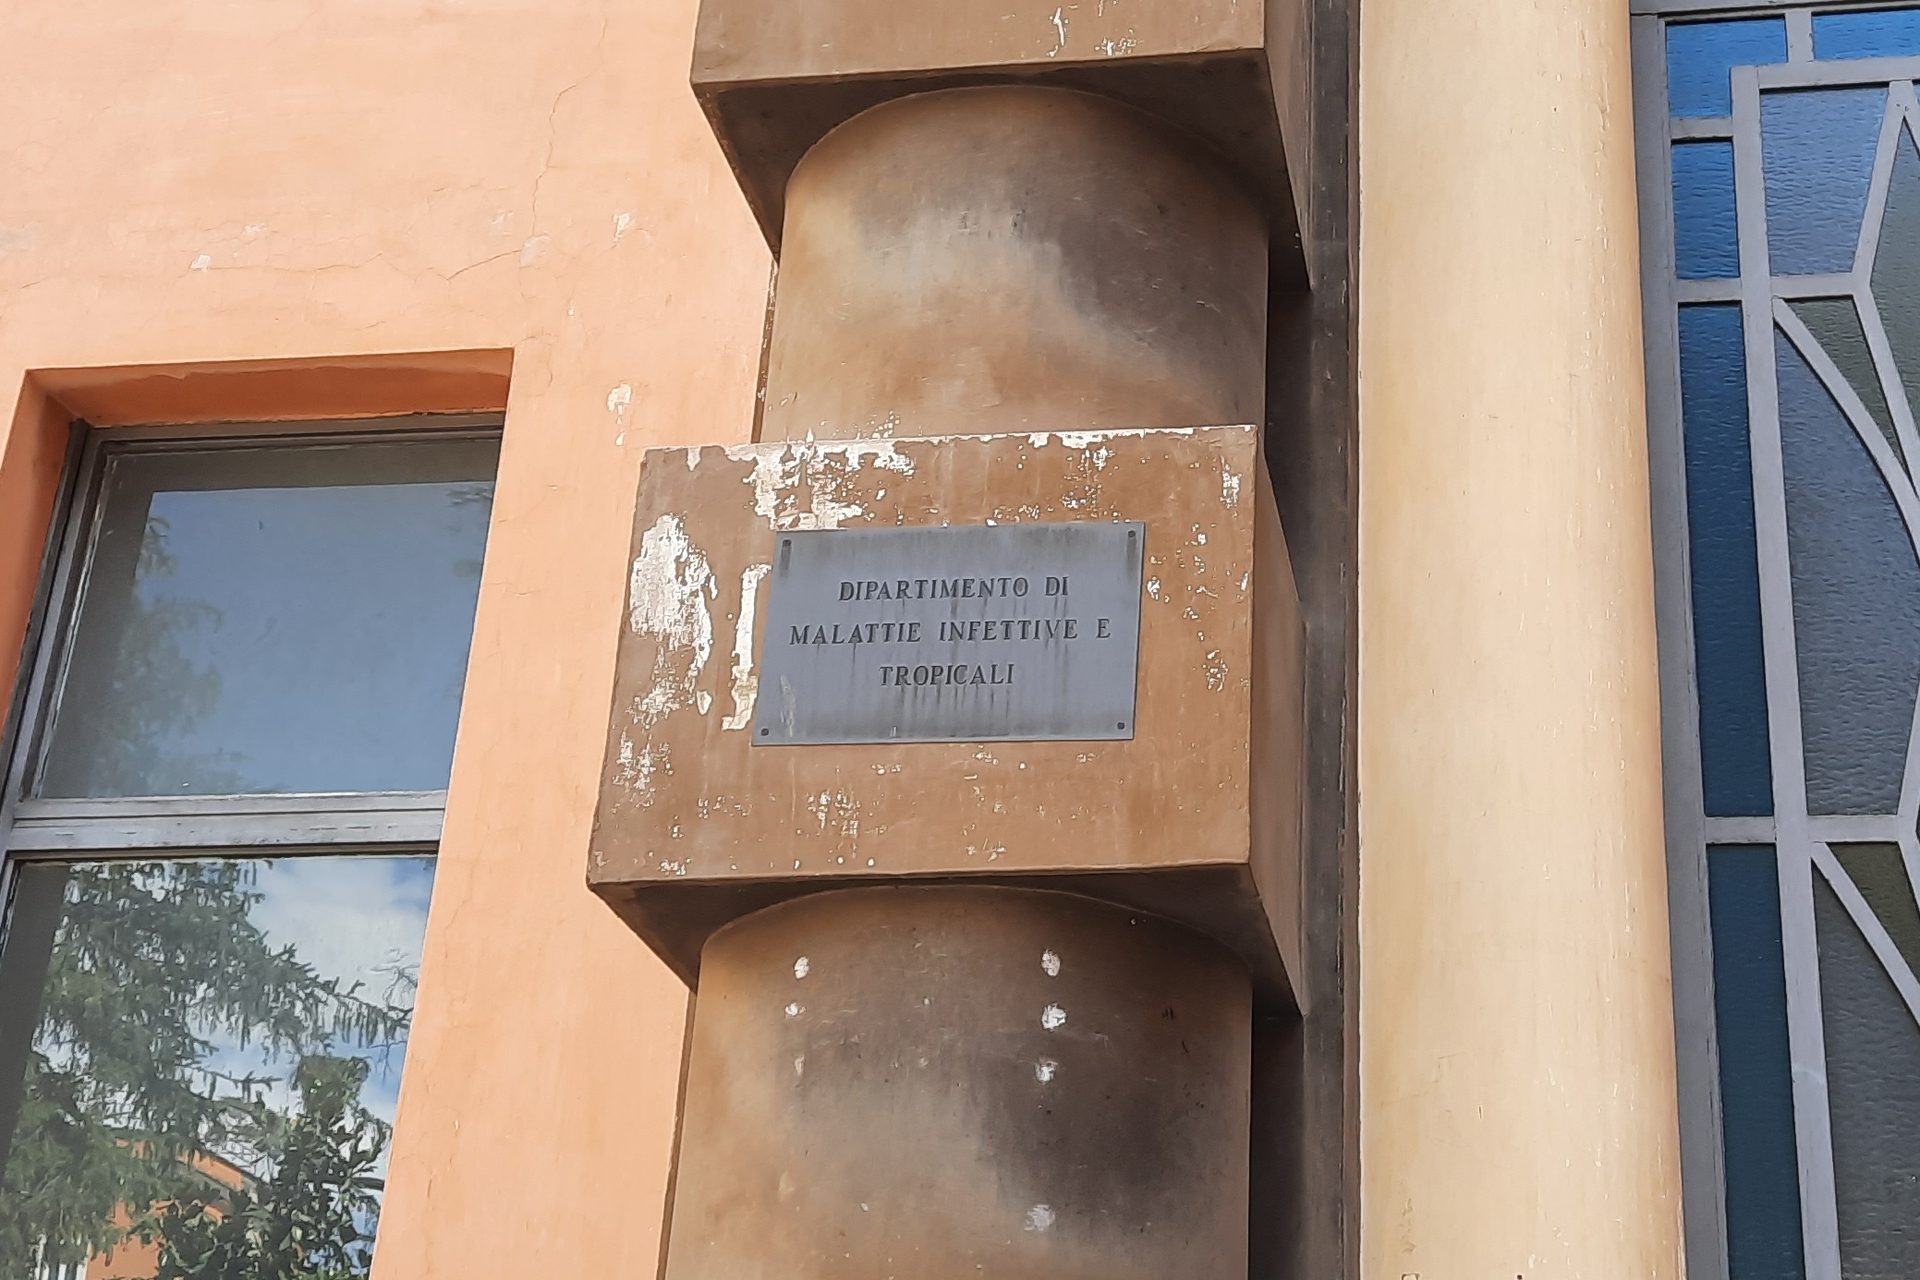 DIPARTIMENTO DI
MALATTIE INFETTIVE E
TROPICALI